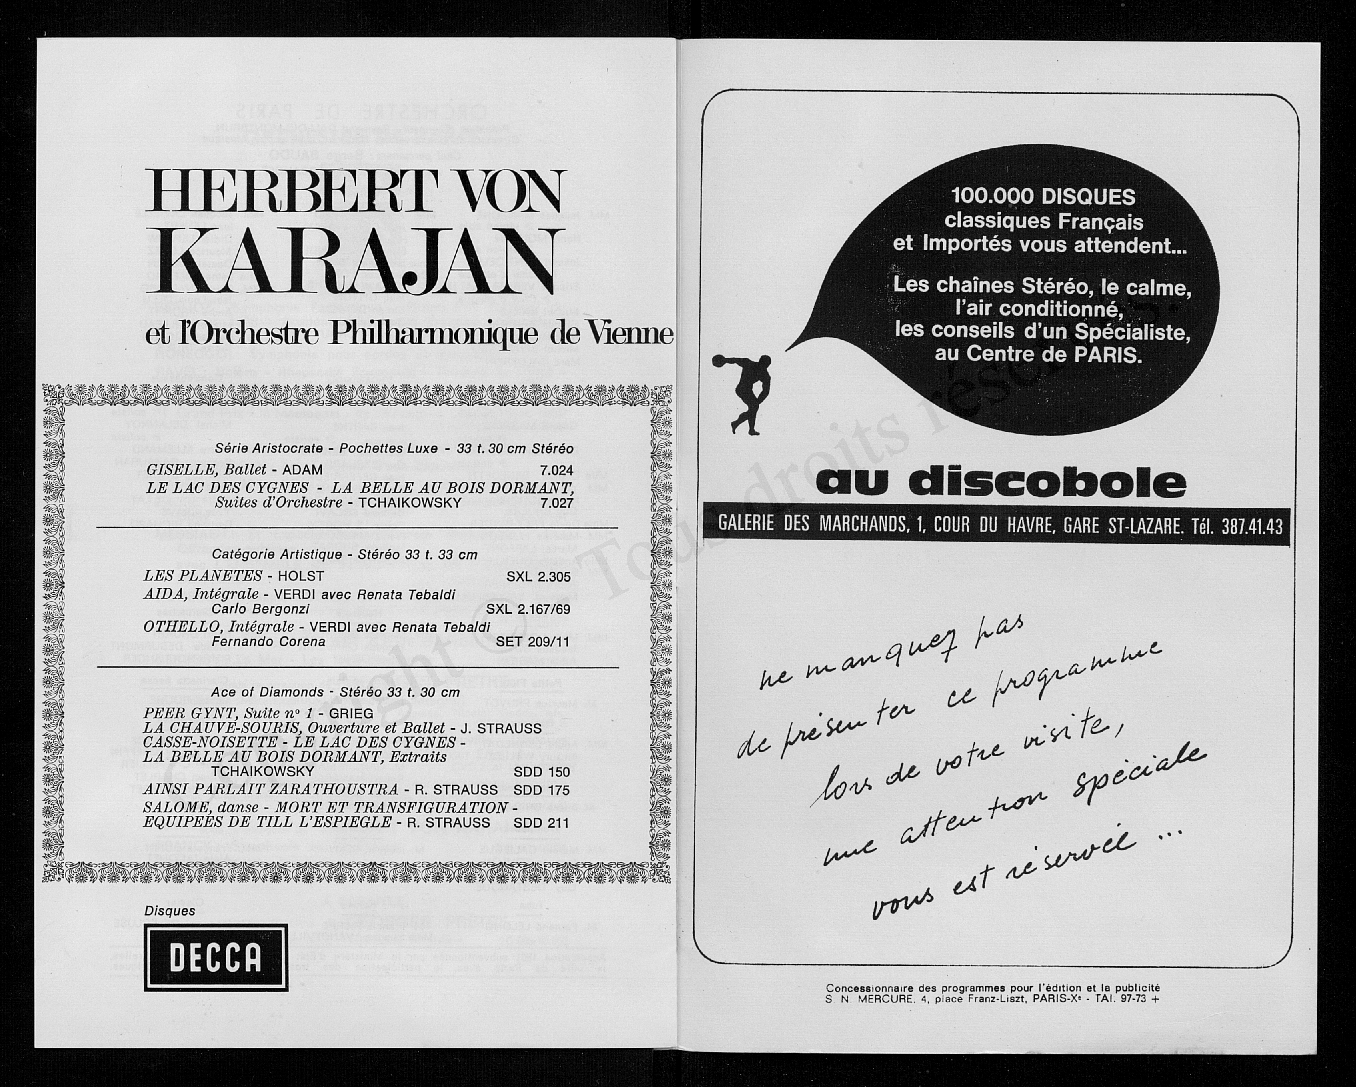 HERBERT VON
KARAJAN
et l'Orchestre Philharmonique de Vienne
Série Aristocrate - Pochettes Luxe - 33 t. 30 cm Stéréo
GISELLE, Ballet - ADAM 7.024
LE LAC DES CYGNES - LA BELLE AU BOIS DORMANT,
Suites d'Orchestre - TCHAIKOWSKY 7.027
Catégorie Artistique - Stéréo 33 t. 33 cm
LES PLANETES - HOLST SXL 2.305
AIDA, Intégrale - VERDI avec Renata Tebaldi
Carlo Bergonzi SXL 2.167/69
OTHELLO, Intégrale - VERDI avec Renata Tebaldi
Fernando Corena SET 209/11
Ace of Diamonds - Stéréo 33 t. 30 cm
PEER GYNT, Suite n° 1 - GRIEG
LA CHAUVE-SOURIS, Ouverture et Ballet - J. STRAUSS
CASSE-NOISETTE - LE LAC DES CYGNES -
LA BELLE AU BOIS DORMANT, Extraits
TCHAIKOWSKY SDD 150
AINSI PARLAIT ZARATHOUSTRA - R. STRAUSS SDD 175
SALOME, danse - MORT ET TRANSFIGURATION -
EQUIPEES DE TILL L'ESPIEGLE - R. STRAUSS SDD 211
Disques
DECCA
100.000 DISQUES
classiques Français
et Importés vous attendent...
Les chaînes Stéréo, le calme,
l'air conditionné,
les conseils d'un Spécialiste,
au Centre de PARIS.
au discobole
GALERIE DES MARCHANDS, 1, COUR DU HAVRE, GARE ST-LAZARE. Tél. 387.41.43
ne manquez pas
de présenter ce programme
lors de votre visite,
une attention spéciale
vous est réservée ...
Concessionnaire des programmes pour l'édition et la publicité
S. N. MERCURE. 4, place Franz-Liszt, PARIS-Xe - TAI. 97-73 +